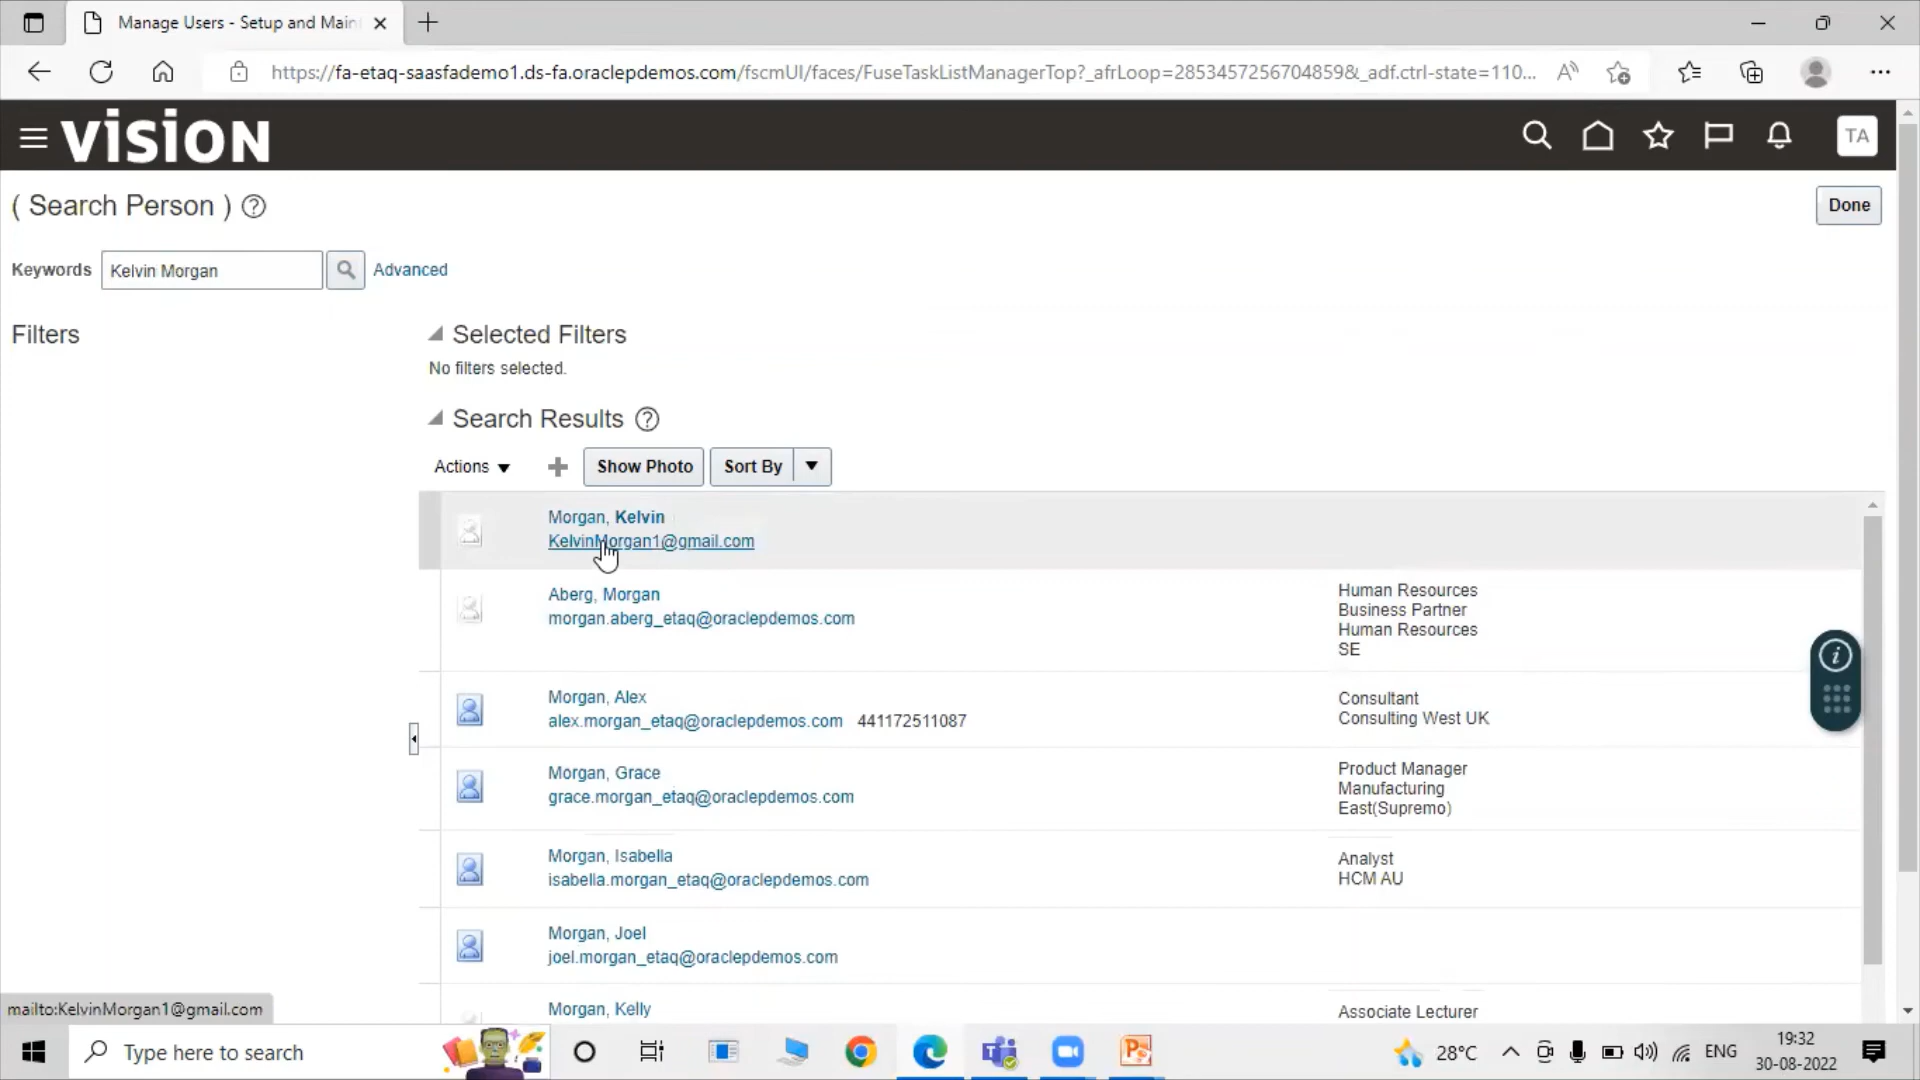 Manage Users - Setup and Main
https://fa-etaq-saasfademo1.ds-fa.oraclepdemos.com/fscmUI/faces/FuseTaskListManagerTop?_afrLoop=28534572567048598&_adf.ctrl-state=110...
VISION
TA
( Search Person )
Done
Keywords Kelvin Morgan Advanced
Filters
Selected Filters
No filters selected.
Search Results
Actions Show Photo Sort By
Morgan, Kelvin
KelvinMorgan1@gmail.com
Aberg, Morgan
morgan.aberg_etaq@oraclepdemos.com
Human Resources
Business Partner
Human Resources
SE
Morgan, Alex
alex.morgan_etaq@oraclepdemos.com 441172511087
Consultant
Consulting West UK
Morgan, Grace
grace.morgan_etaq@oraclepdemos.com
Product Manager
Manufacturing
East(Supremo)
Morgan, Isabella
isabella.morgan_etaq@oraclepdemos.com
Analyst
HCM AU
Morgan, Joel
joel.morgan_etaq@oraclepdemos.com
Morgan, Kelly
Associate Lecturer
mailto:KelvinMorgan1@gmail.com
Type here to search
28°C
ENG
19:32
30-08-2022